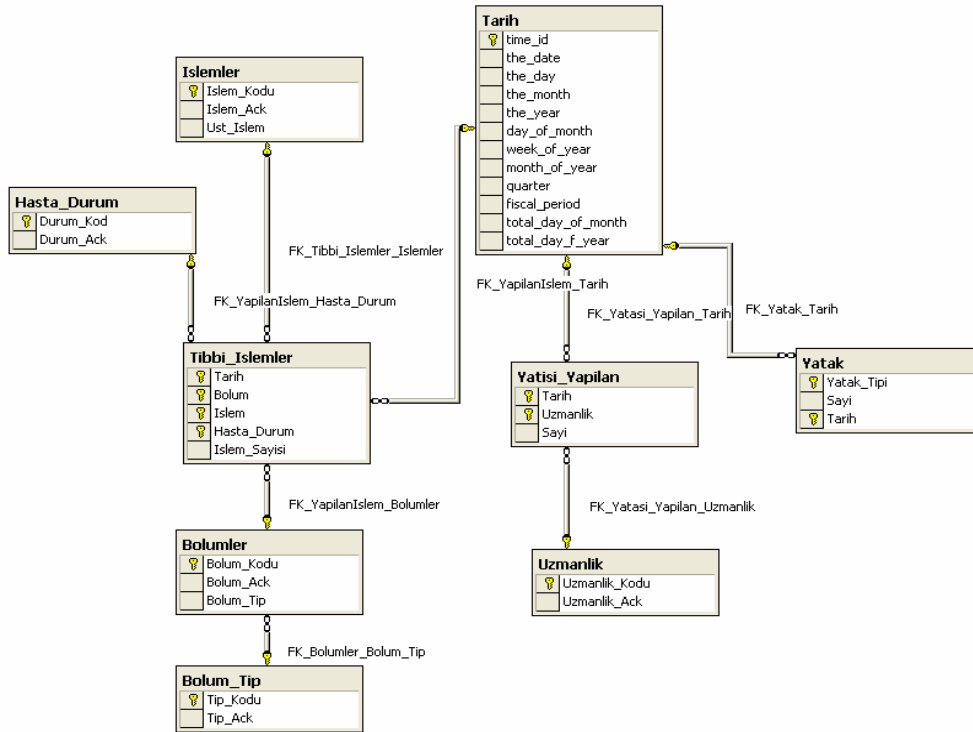 Tarih
time_id
the_date
the_day
the_month
the_year
day_of_month
week_of_year
month_of_year
quarter
fiscal_period
total_day_of_month
total_day_f_year
Islemler
Islem_Kodu
Islem_Ack
Ust_Islem
Hasta_Durum
Durum_Kod
Durum_Ack
FK_Tibbi_Islemler_Islemler
FK_YapilanIslem_Hasta_Durum
FK_YapilanIslem_Tarih
FK_Yatasi_Yapilan_Tarih
FK_Yatak_Tarih
Tibbi_Islemler
Tarih
Bolum
Islem
Hasta_Durum
Islem_Sayisi
Yatisi_Yapilan
Tarih
Uzmanlik
Sayi
Yatak
Yatak_Tipi
Sayi
Tarih
FK_YapilanIslem_Bolumler
FK_Yatasi_Yapilan_Uzmanlik
Bolumler
Bolum_Kodu
Bolum_Ack
Bolum_Tip
Uzmanlik
Uzmanlik_Kodu
Uzmanlik_Ack
FK_Bolumler_Bolum_Tip
Bolum_Tip
Tip_Kodu
Tip_Ack